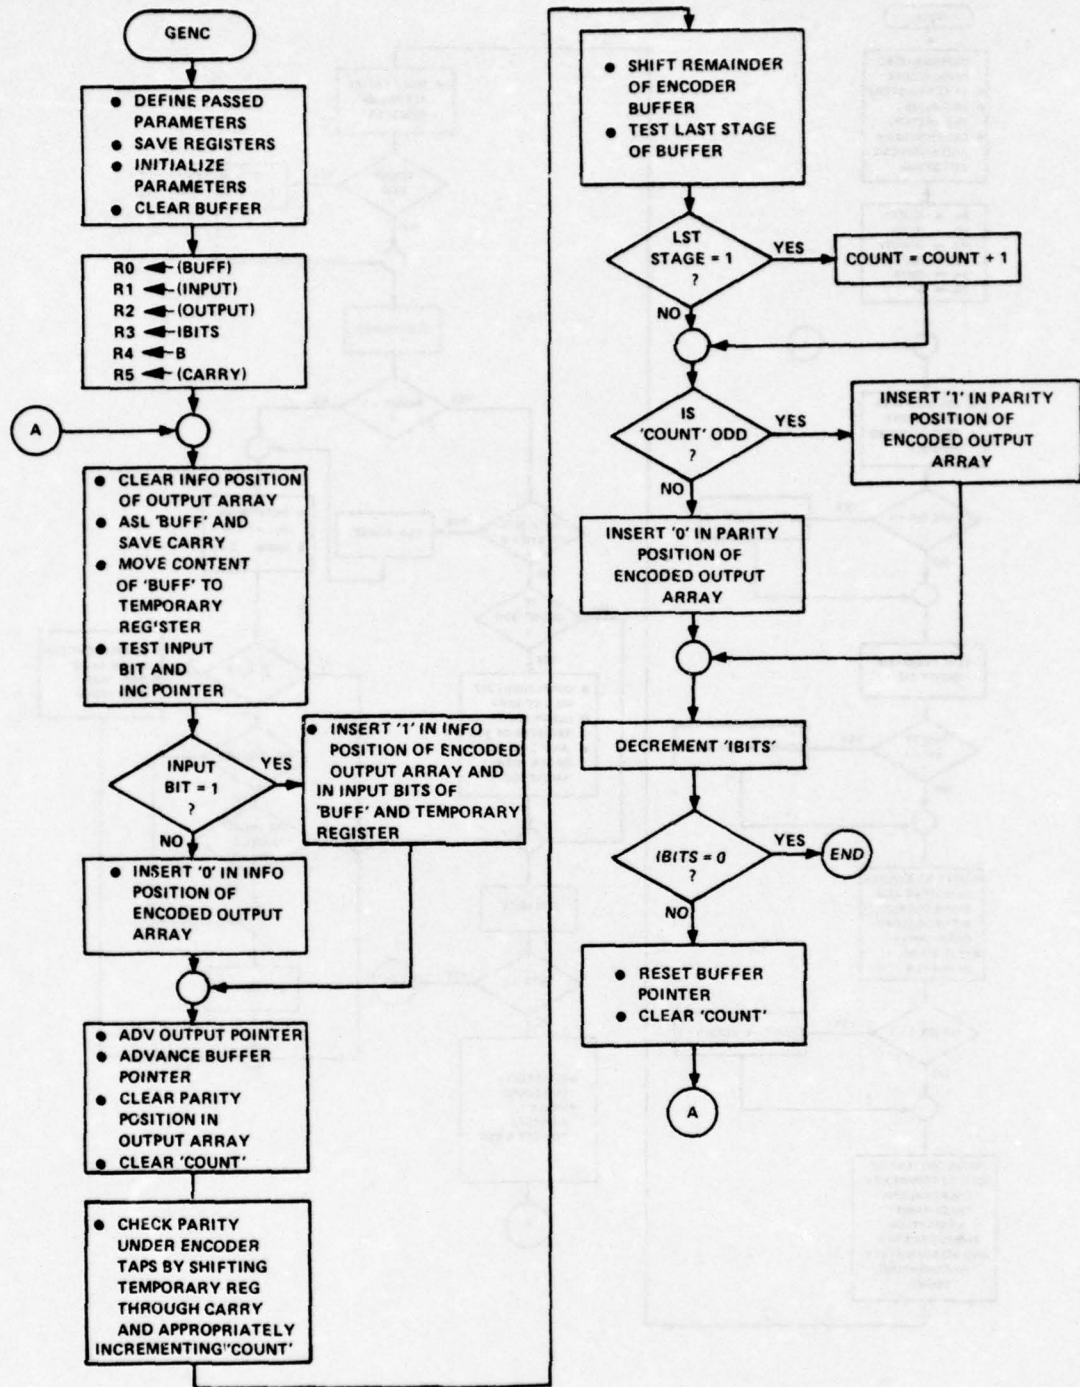 GENC
● DEFINE PASSED
PARAMETERS
● SAVE REGISTERS
● INITIALIZE
PARAMETERS
● CLEAR BUFFER
R0 ◄– (BUFF)
R1 ◄– (INPUT)
R2 ◄– (OUTPUT)
R3 ◄– IBITS
R4 ◄– B
R5 ◄– (CARRY)
A
● CLEAR INFO POSITION
OF OUTPUT ARRAY
● ASL 'BUFF' AND
SAVE CARRY
● MOVE CONTENT
OF 'BUFF' TO
TEMPORARY
REG'STER
● TEST INPUT
BIT AND
INC POINTER
INPUT
BIT = 1
?
YES
● INSERT '1' IN INFO
POSITION OF ENCODED
OUTPUT ARRAY AND
IN INPUT BITS OF
'BUFF' AND TEMPORARY
REGISTER
NO
● INSERT '0' IN INFO
POSITION OF
ENCODED OUTPUT
ARRAY
● ADV OUTPUT POINTER
● ADVANCE BUFFER
POINTER
● CLEAR PARITY
POSITION IN
OUTPUT ARRAY
● CLEAR 'COUNT'
● CHECK PARITY
UNDER ENCODER
TAPS BY SHIFTING
TEMPORARY REG
THROUGH CARRY
AND APPROPRIATELY
INCREMENTING 'COUNT'
● SHIFT REMAINDER
OF ENCODER
BUFFER
● TEST LAST STAGE
OF BUFFER
LST
STAGE = 1
?
YES
COUNT = COUNT + 1
NO
IS
'COUNT' ODD
?
YES
INSERT '1' IN PARITY
POSITION OF
ENCODED OUTPUT
ARRAY
NO
INSERT '0' IN PARITY
POSITION OF
ENCODED OUTPUT
ARRAY
DECREMENT 'IBITS'
IBITS = 0
?
YES
END
NO
● RESET BUFFER
POINTER
● CLEAR 'COUNT'
A